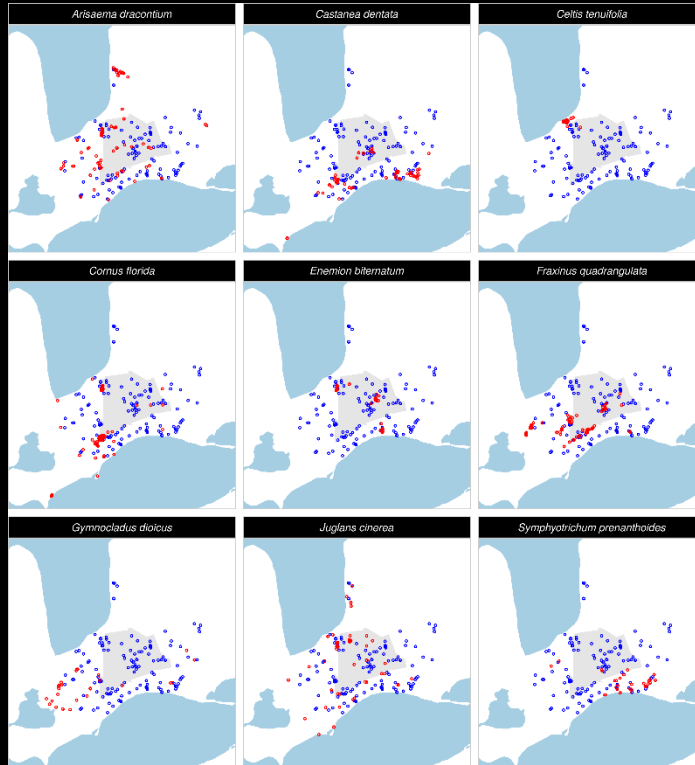 Arisaema dracontium
Castanea dentata
Celtis tenuifolia
Cornus florida
Enemion biternatum
Fraxinus quadrangulata
Gymnocladus dioicus
Juglans cinerea
Symphyotrichum prenanthoides